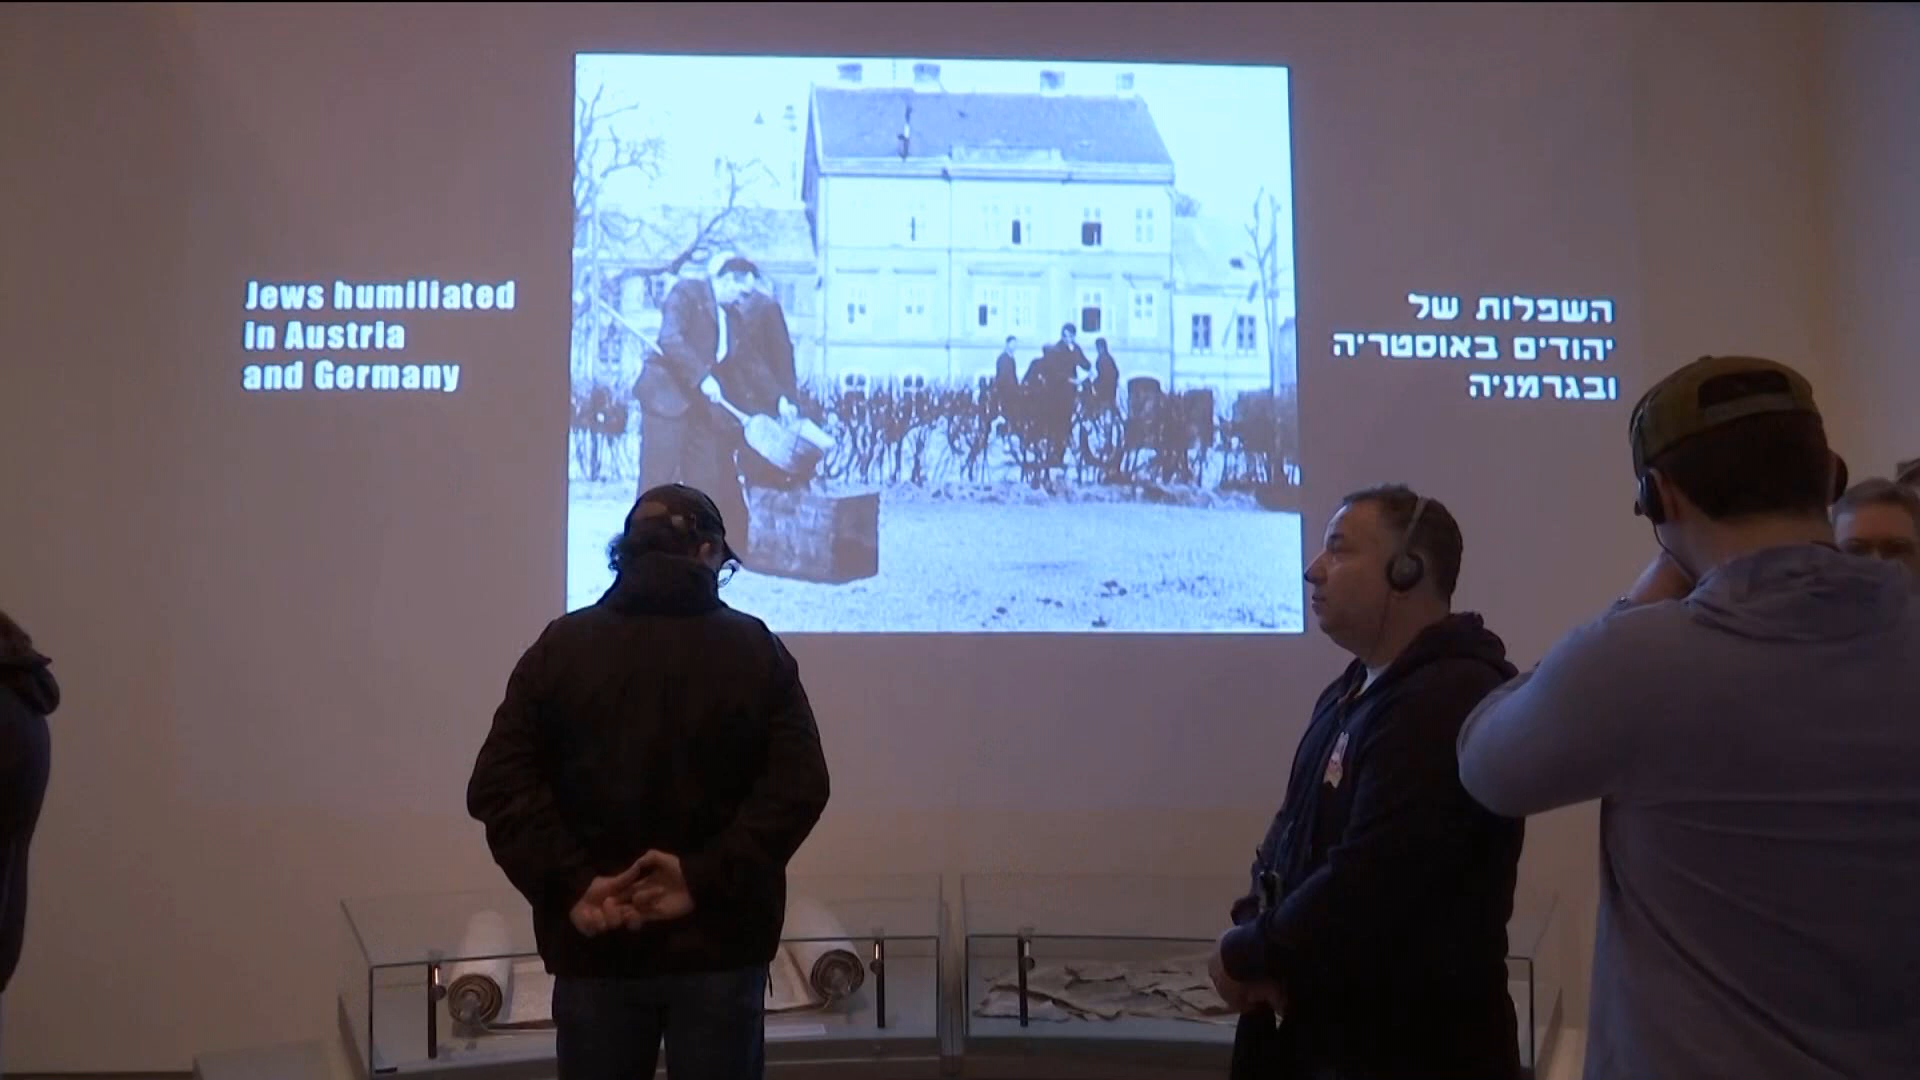 Jews humiliated
in Austria
and Germany
השפלות של
יהודים באוסטריה
ובגרמניה